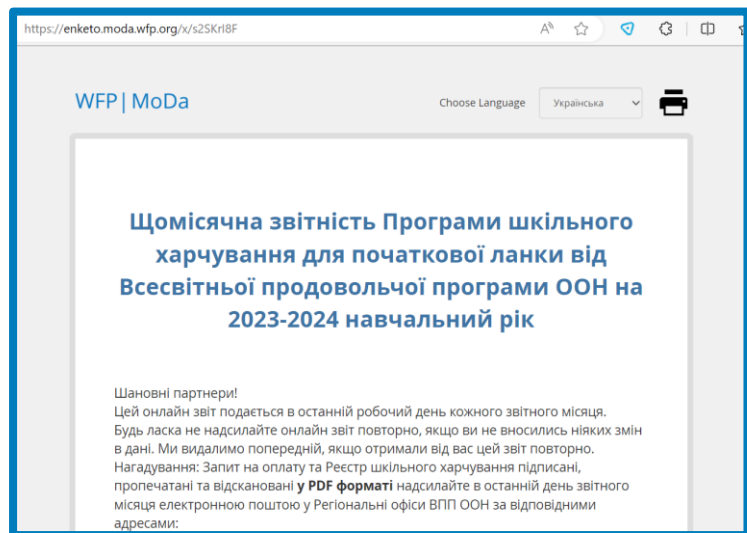 https://enketo.moda.wfp.org/x/s2SKrI8F
WFP|MoDa
Choose Language
Українська
Щомісячна звітність Програми шкільного
харчування для початкової ланки від
Всесвітньої продовольчої програми ООН на
2023-2024 навчальний рік
Шановні партнери!
Цей онлайн звіт подається в останній робочий день кожного звітного місяця.
Будь ласка не надсилайте онлайн звіт повторно, якщо ви не вносились ніяких змін
в дані. Ми видалимо попередній, якщо отримали від вас цей звіт повторно.
Нагадування: Запит на оплату та Реєстр шкільного харчування підписані,
пропечатані та відскановані у PDF форматі надсилайте в останній день звітного
місяця електронною поштою у Регіональні офіси ВПП ООН за відповідними
адресами: